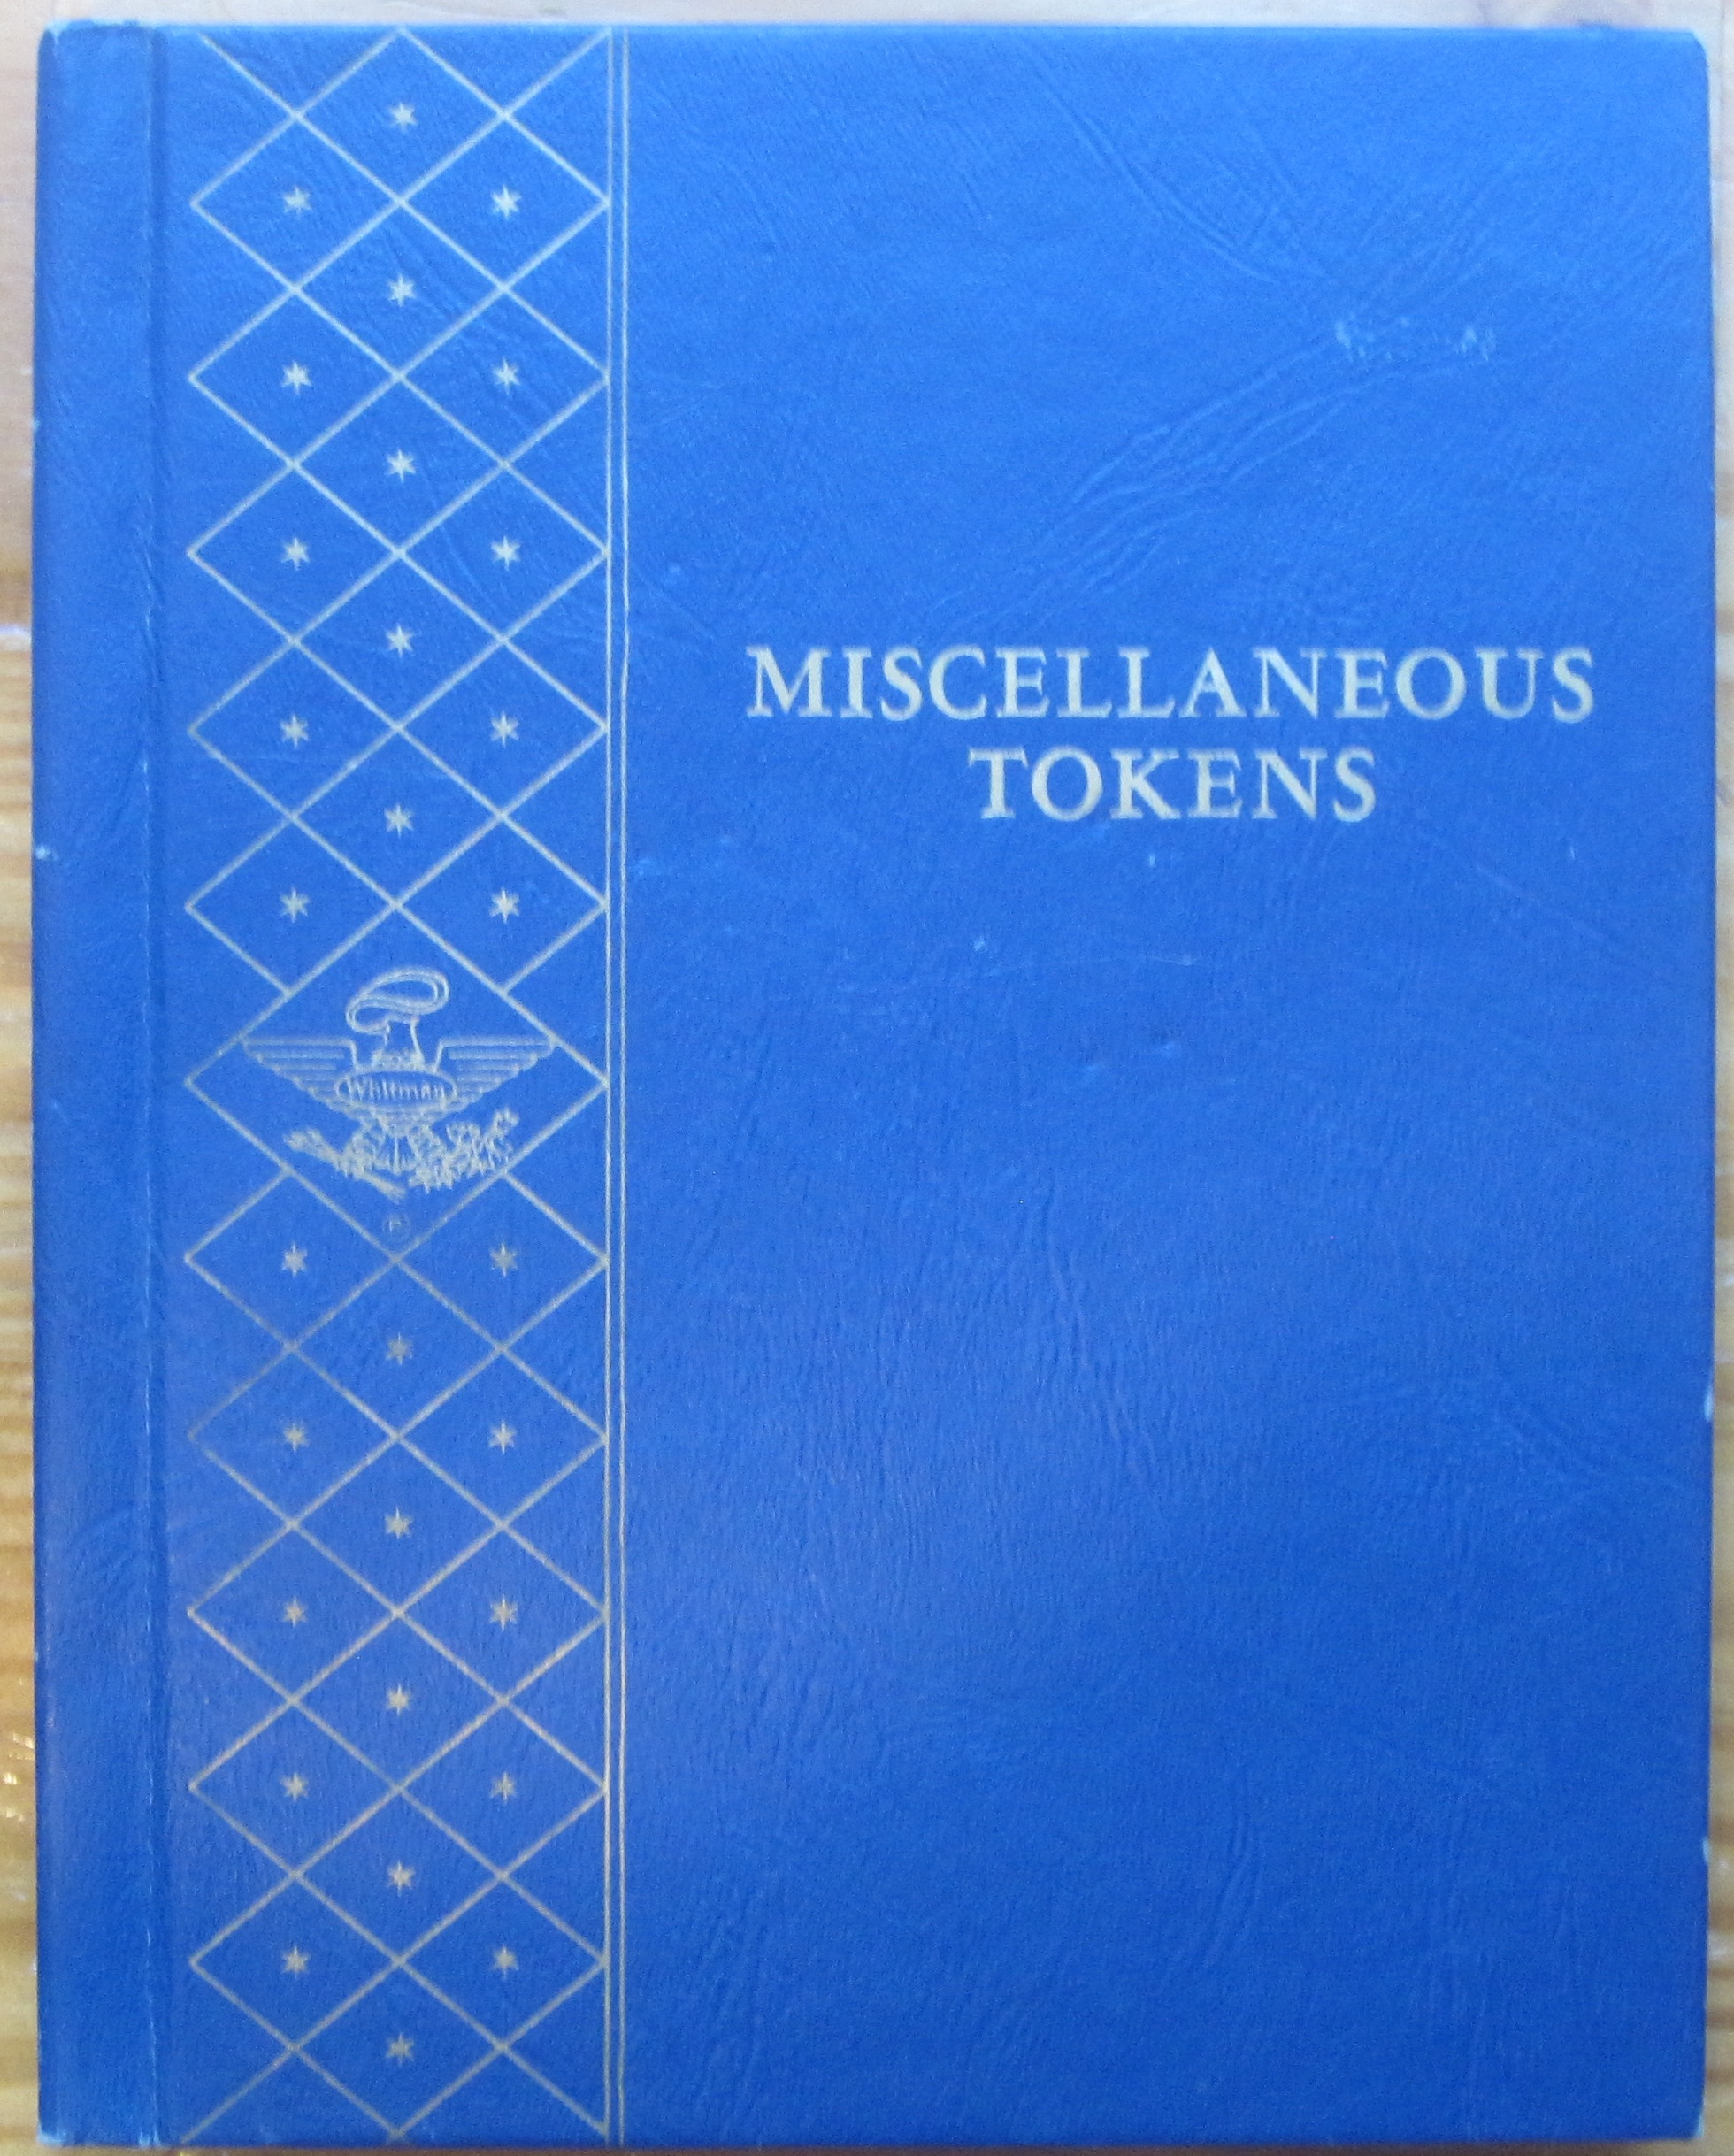 MISCELLANEOUS
TOKENS
Whitman
®